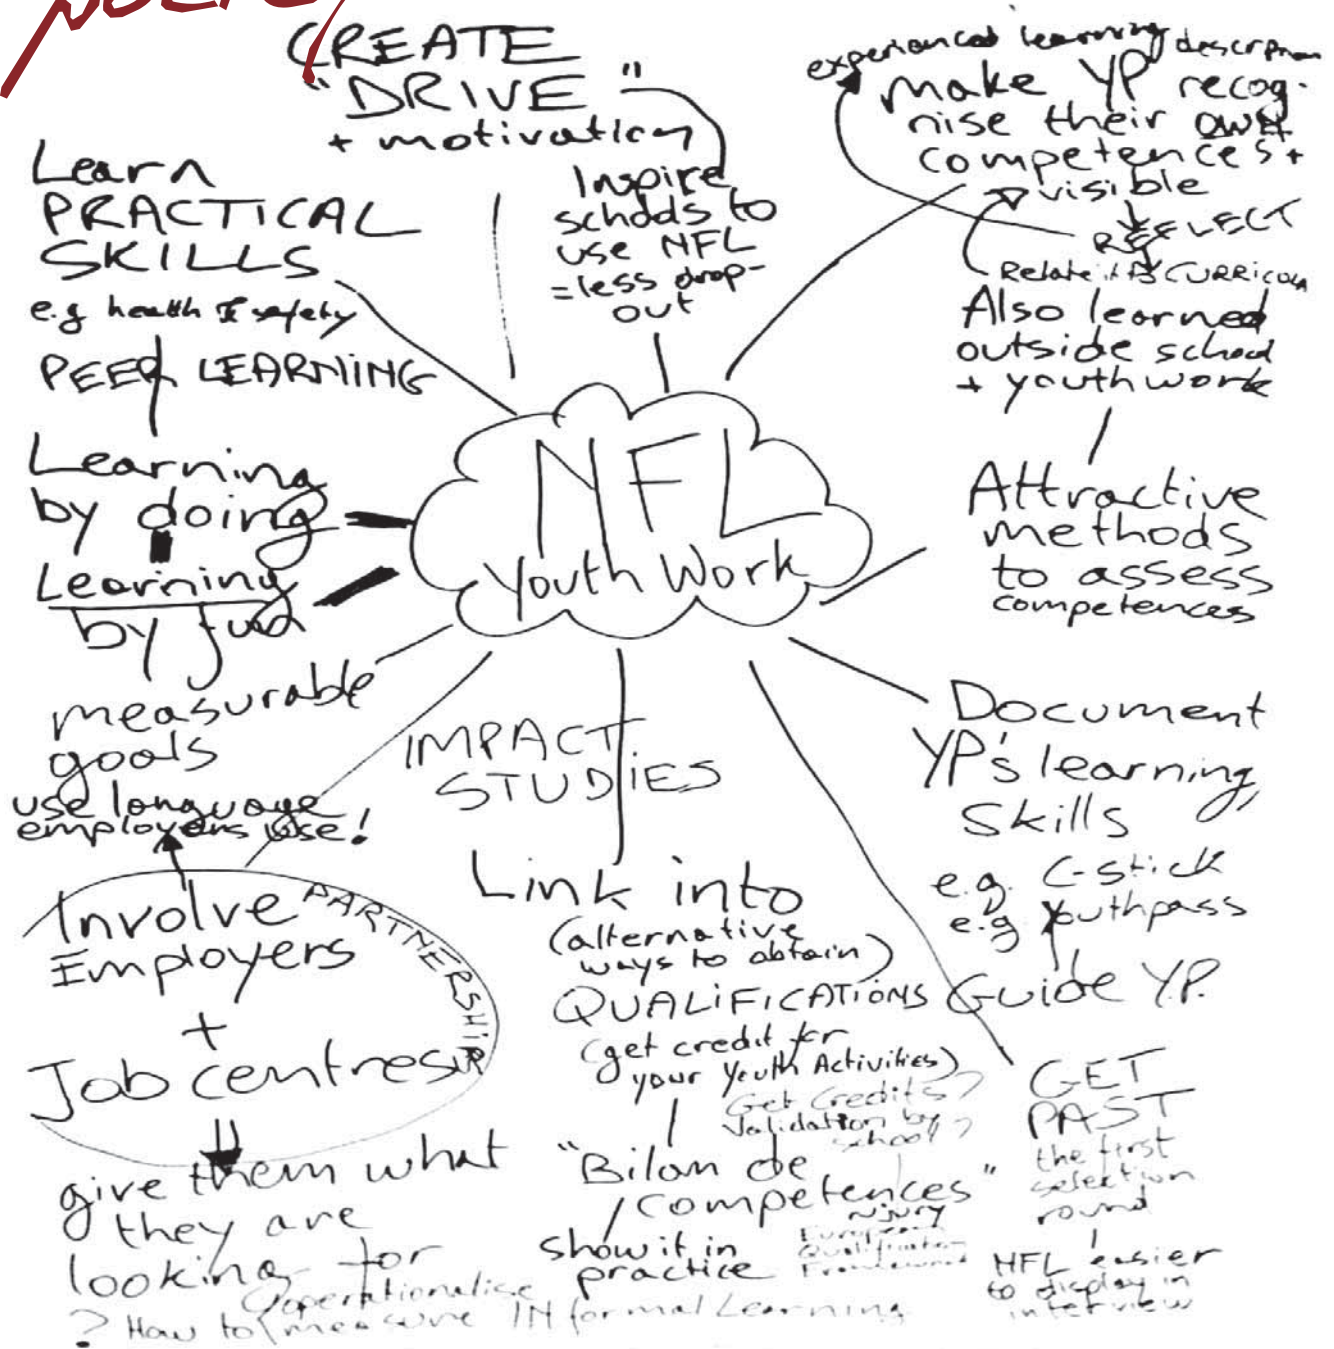 CREATE
"DRIVE"
+ motivation
Inspire
schools to
use NFL
=less drop-
out
experienced learning description
make YP recog-
nise their own
competences +
visible
REFLECT
Relate it to CURRICULA
Also learned
outside school
+ youthwork
Attractive
methods
to assess
competences
Learn
PRACTICAL
SKILLS
e.g health & safety
PEER LEARNING
Learning
by doing
Learning
by fun
NFL
Youth Work
measurable
goals
use language
employers use!
Involve
Employers
+
Job centres
PARTNERSHIP
give them what
they are
looking for
IMPACT
STUDIES
Link into
(alternative
ways to obtain)
QUALIFICATIONS
(get credit for
your Youth Activities)
Get Credits?
Validation by
school?
"Bilan de
competences"
show it in
practice
European
Qualification
Framework
Document
YP's learning,
Skills
e.g. C-stick
e.g. Youthpass
Guide Y.P.
GET
PAST
the first
selection
round
NFL easier
to display in
interview
operationalise
? How to measure INformal Learning